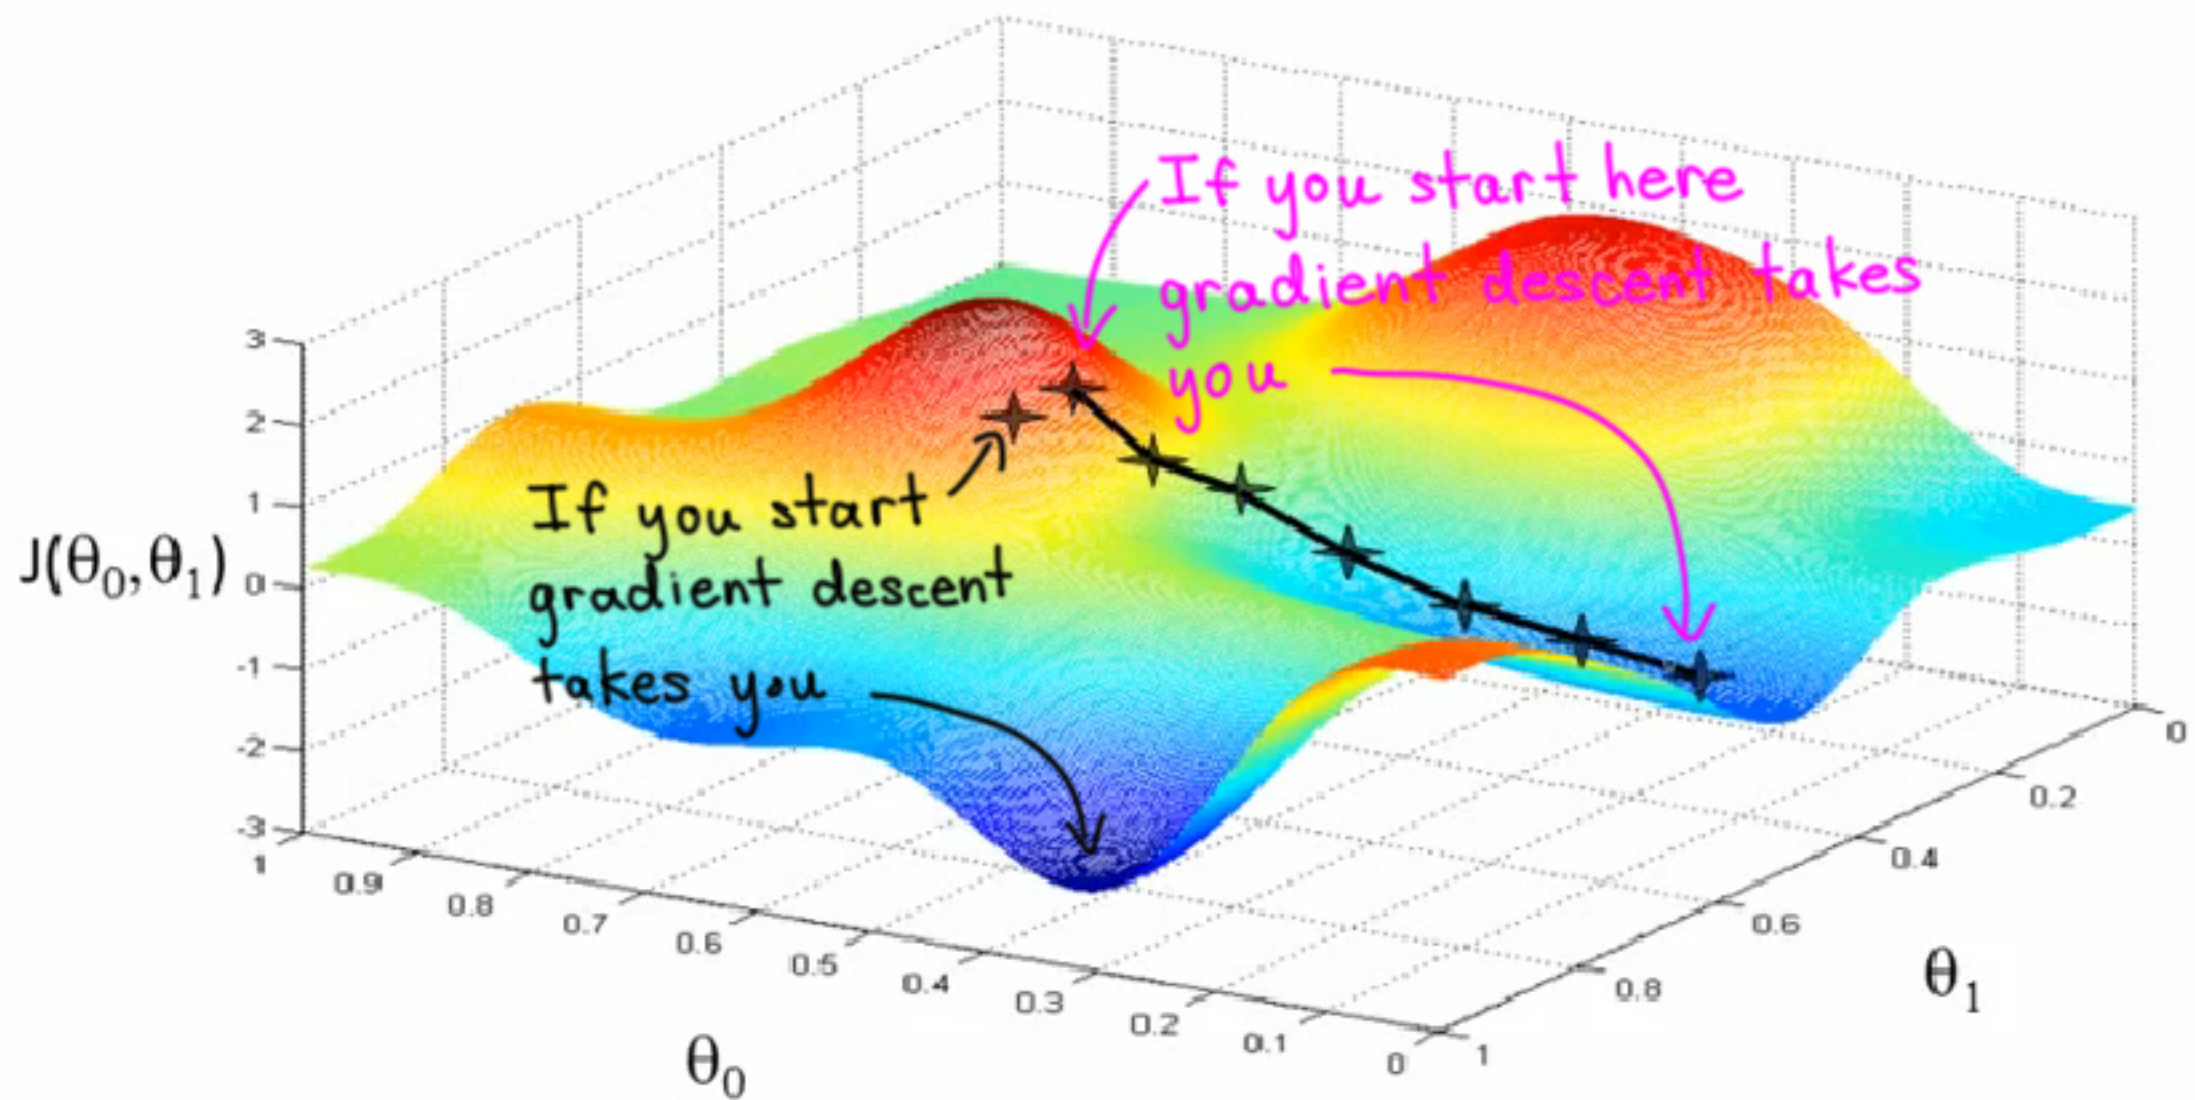 If you start here
gradient descent takes
you
If you start
gradient descent
takes you
J(θ₀,θ₁)
3
2
1
0
-1
-2
-3
1
0.9
0.8
0.7
0.6
0.5
0.4
0.3
0.2
0.1
0
θ₀
0
0.2
0.4
0.6
0.8
1
θ₁